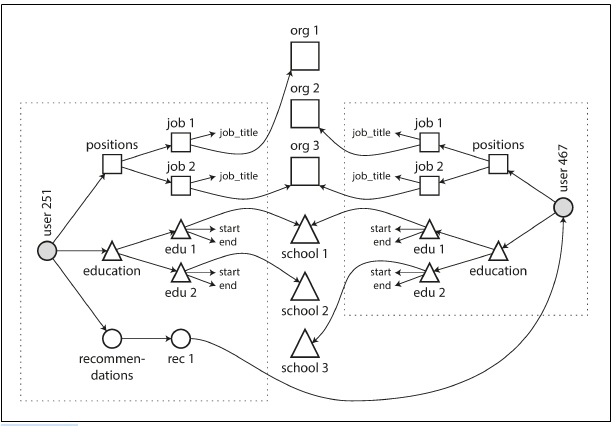 org 1
org 2
org 3
user 251
positions
job 1
job_title
job 2
job_title
education
edu 1
start
end
edu 2
start
end
recommen-
dations
rec 1
school 1
school 2
school 3
job 1
job_title
job 2
job_title
positions
user 467
start
end
edu 1
start
end
edu 2
education